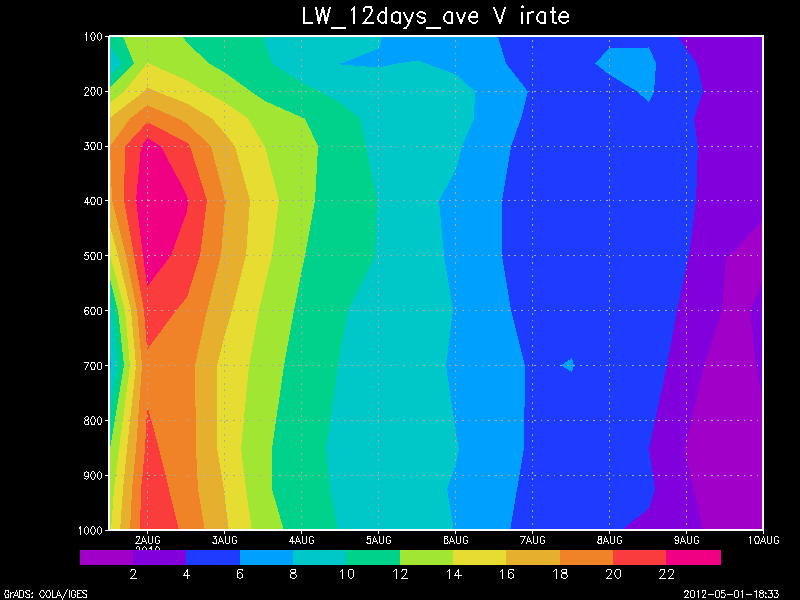 LW_12days_ave V irate
100
200
300
400
500
600
700
800
900
1000
2AUG 3AUG 4AUG 5AUG 6AUG 7AUG 8AUG 9AUG 10AUG
2 4 6 8 10 12 14 16 18 20 22
GrADS: COLA/IGES 2012-05-01-18:33